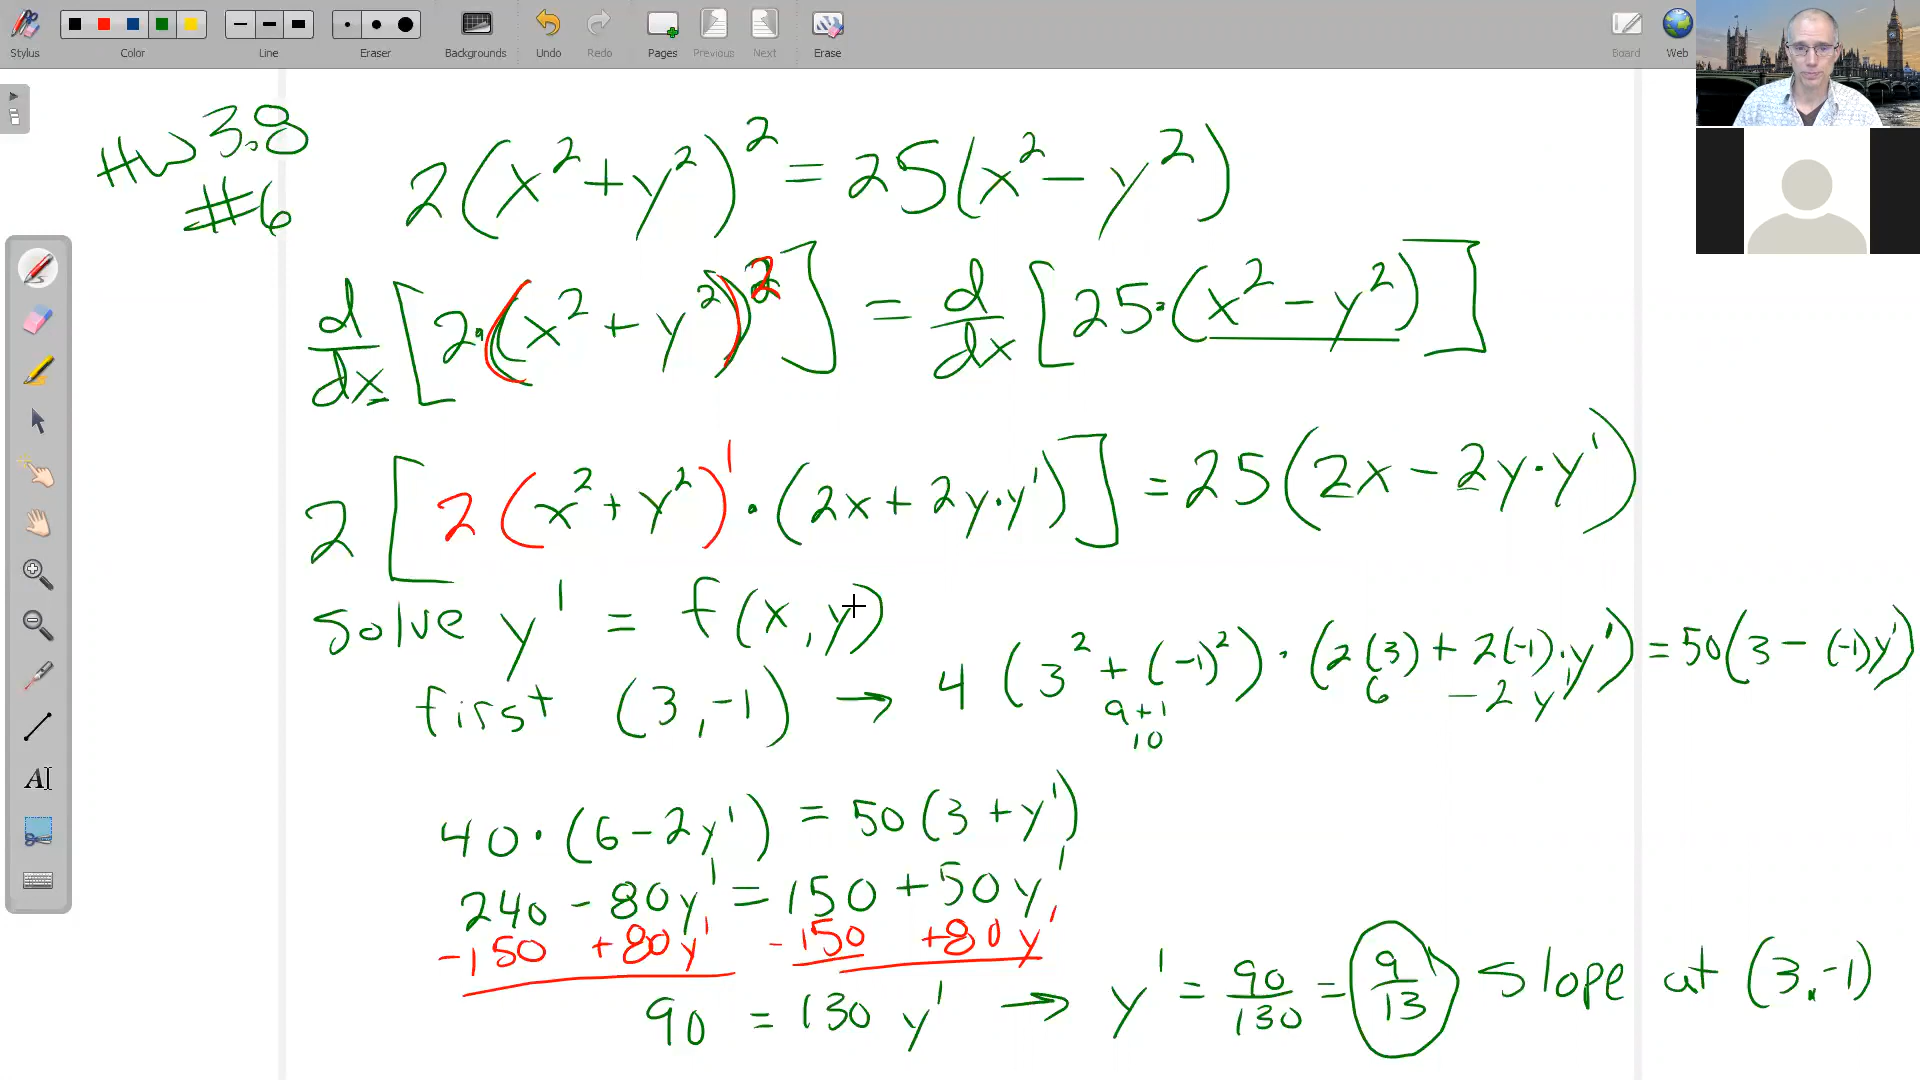 Stylus Color Line Eraser Backgrounds Undo Redo Pages Previous Next Erase Board Web
HW 3.8
#6
2(x²+y²)² = 25(x²-y²)
d/dx [2·(x²+y²)²] = d/dx [25·(x²-y²)]
2[2(x²+y²)¹·(2x+2y·y')] = 25(2x-2y·y')
solve y' = f(x,y)
first (3,-1) → 4(3²+(-1)²)·(2(3)+2(-1)·y') = 50(3-(-1)y')
9+1 6 -2y'
10
40·(6-2y') = 50(3+y')
240-80y' = 150+50y'
-150 +80y' -150 +80y'
90 = 130y' → y' = 90/130 = 9/13 slope at (3,-1)
AI